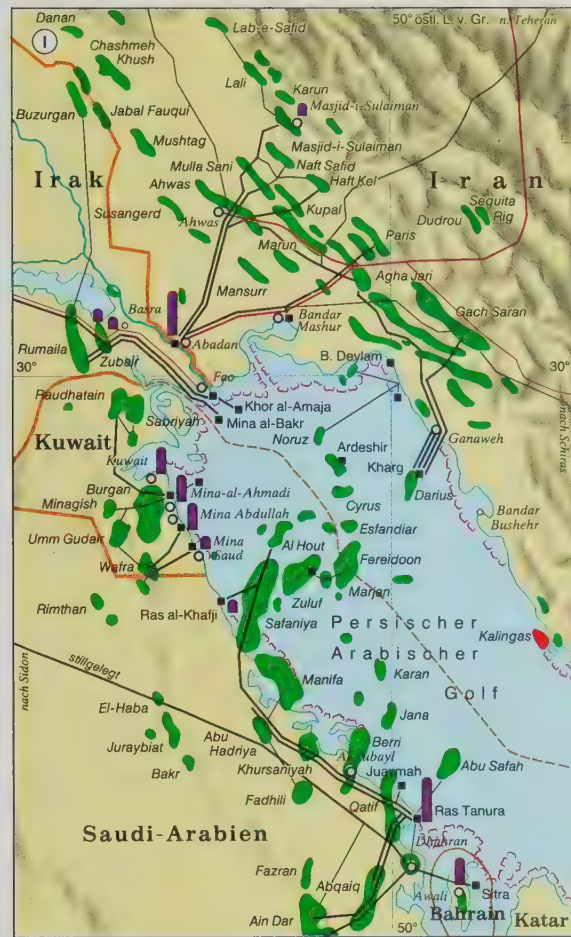 Danan
50° östl. L. v. Gr.
n. Teheran
I
Chashmeh
Khush
Lab-e-Safid
Lali
Karun
Masjid-i-Sulaiman
Buzurgan
Jabal Fauqui
Mushtag
Masjid-i-Sulaiman
Mulla Sani
Naft Safid
Haft Kel
Irak
Ahwas
Iran
Susangerd
Ahwas
Kupal
Dudrou
Sequita
Rig
Marun
Paris
Agha Jari
Mansurr
Basra
Bandar
Mashur
Gach Saran
Rumaila
Zubair
Abadan
B. Deylam
30°
30°
Fao
Raudhatain
Khor al-Amaja
Mina al-Bakr
Sabriyah
Noruz
Ganaweh
nach Schiras
Kuwait
Kuwait
Ardeshir
Kharg
Burgan
Mina-al-Ahmadi
Darius
Minagish
Mina Abdullah
Cyrus
Bandar
Bushehr
Umm Gudair
Mina
Saud
Al Hout
Esfandiar
Fereidoon
Wafra
Zuluf
Marjan
Rimthan
Ras al-Khafji
Safaniya
Persischer
Arabischer
Golf
Kalingas
nach Sidon
stillgelegt
Manifa
Karan
El-Haba
Jana
Juraybiat
Abu
Hadriya
Berri
Bakr
Khursaniyah
Al Jubayl
Juaymah
Abu Safah
Fadhili
Qatif
Ras Tanura
Saudi-Arabien
Dhahran
Fazran
Abqaiq
Awali
Sitra
Ain Dar
Bahrain
Katar
50°